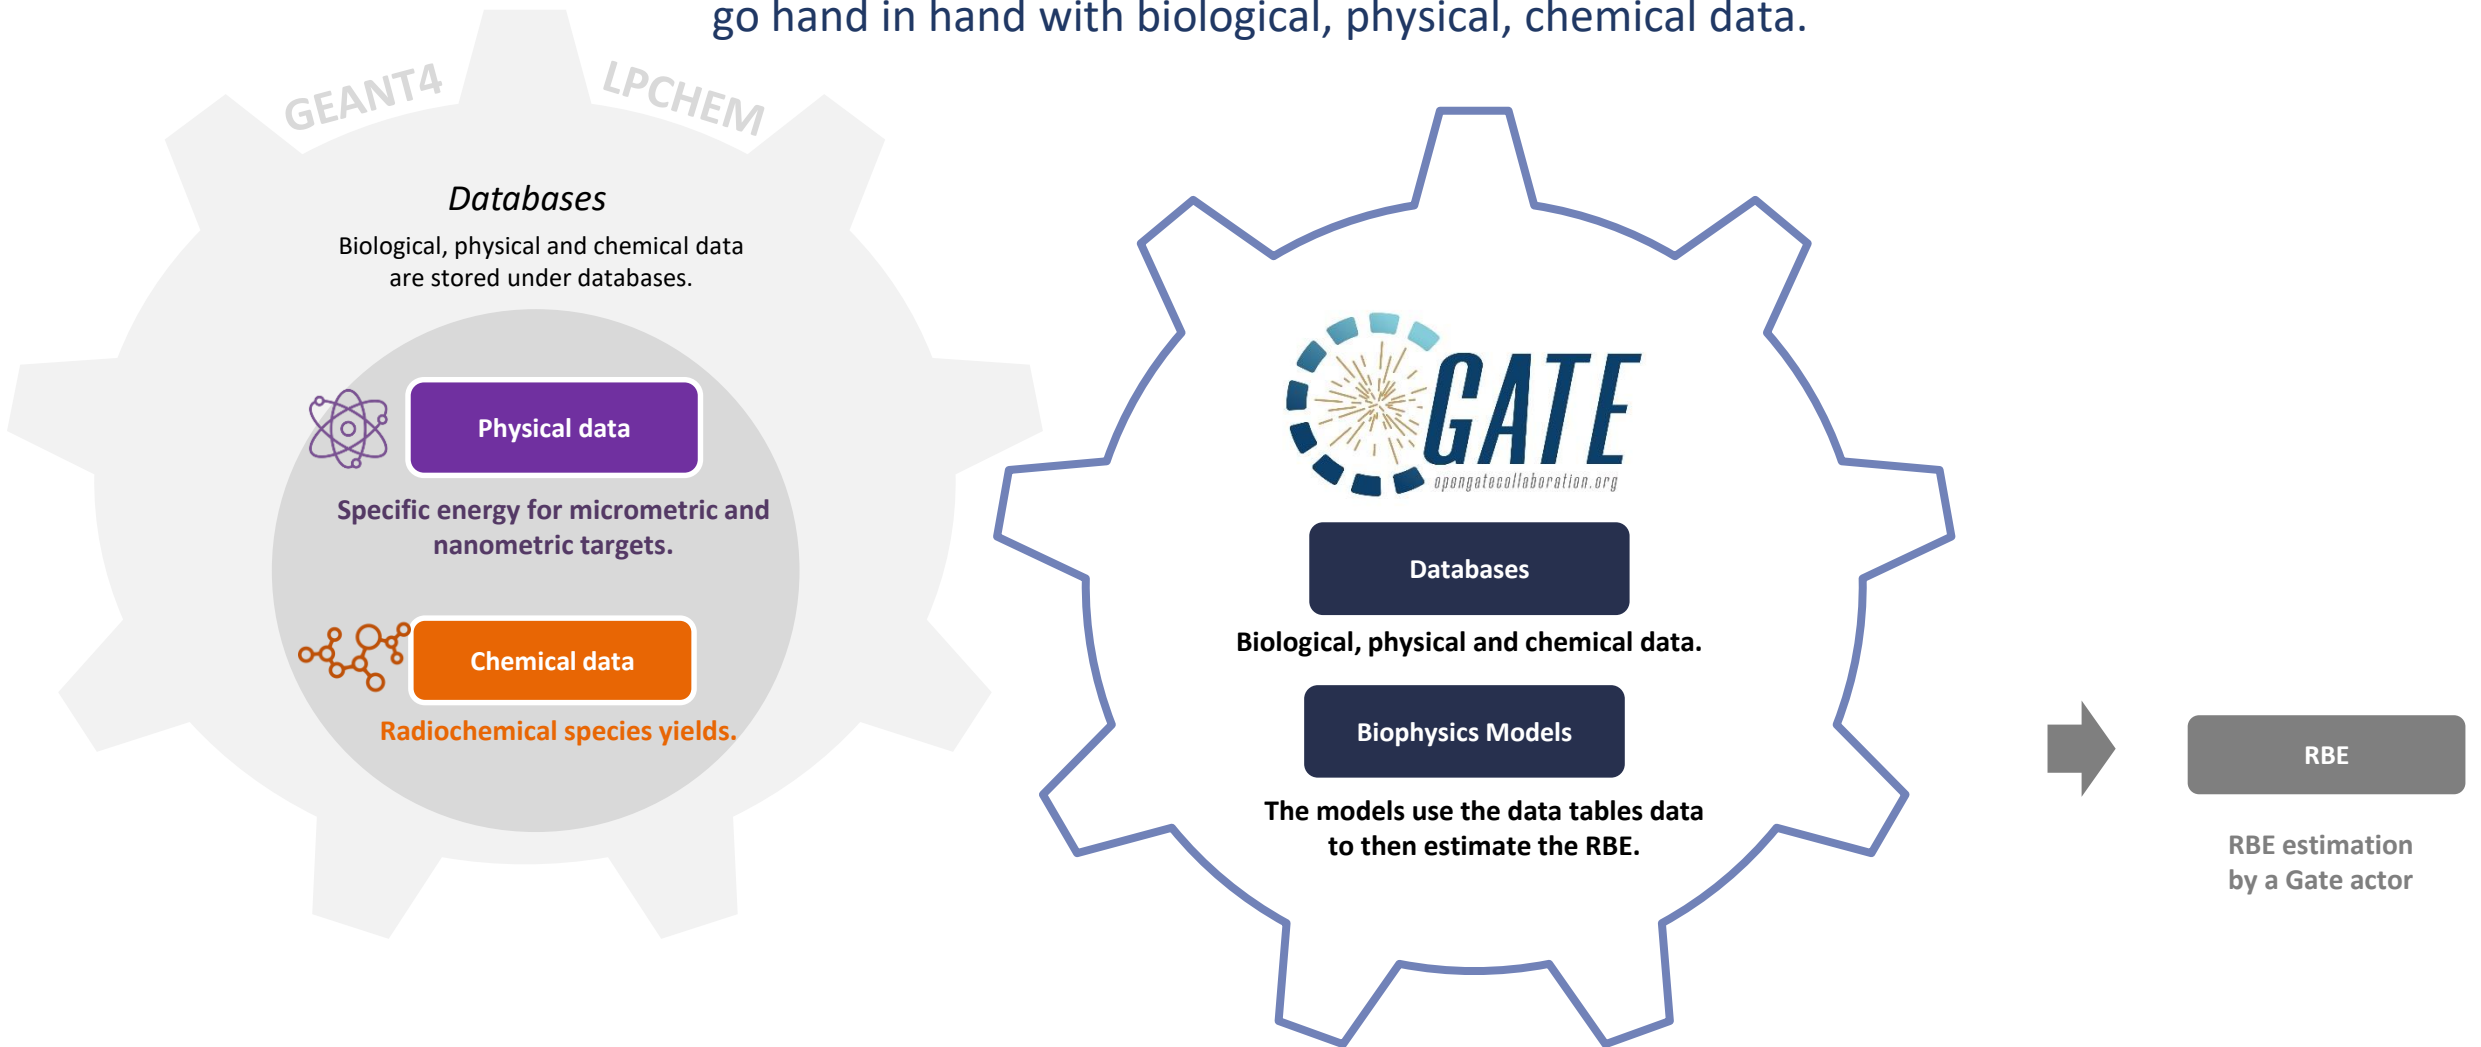 go hand in hand with biological, physical, chemical data.
GEANT4
LPCHEM
Databases
Biological, physical and chemical data
are stored under databases.
Physical data
Specific energy for micrometric and
nanometric targets.
Chemical data
Radiochemical species yields.
GATE
opengatecollaboration.org
Databases
Biological, physical and chemical data.
Biophysics Models
The models use the data tables data
to then estimate the RBE.
RBE
RBE estimation
by a Gate actor